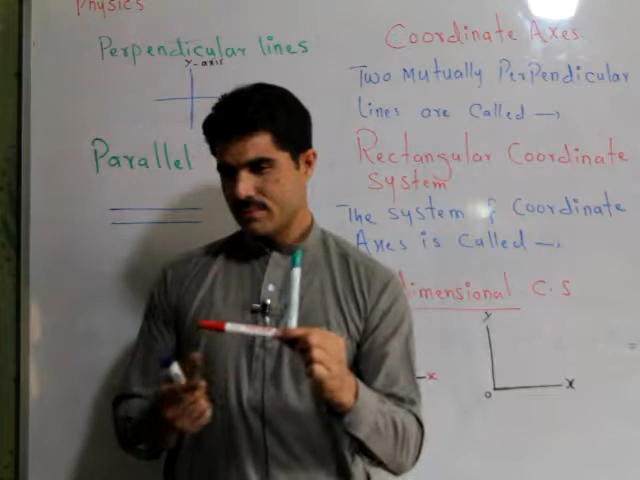 Physics
Perpendicular lines
Y-axis
Parallel
Coordinate Axes
Two Mutually Perpendicular
Lines are Called →
Rectangular Coordinate
System
The system of Coordinate
Axes is Called →
dimensional C.S
x
Y
o
X
=